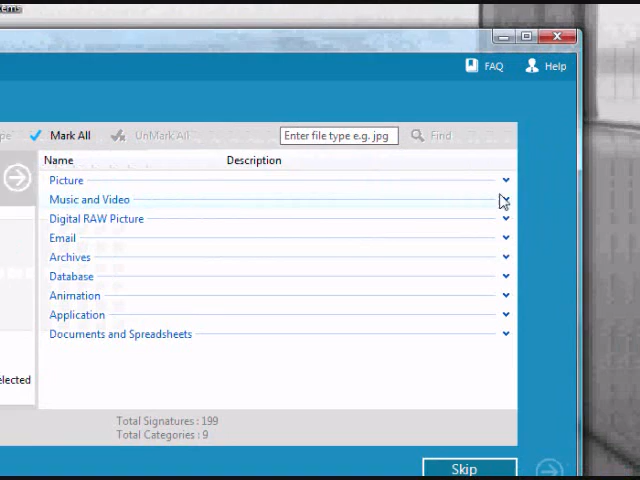 FAQ Help
Mark All UnMark All Enter file type e.g. jpg Find
Name Description
Picture
Music and Video
Digital RAW Picture
Email
Archives
Database
Animation
Application
Documents and Spreadsheets
elected
Total Signatures : 199
Total Categories : 9
Skip